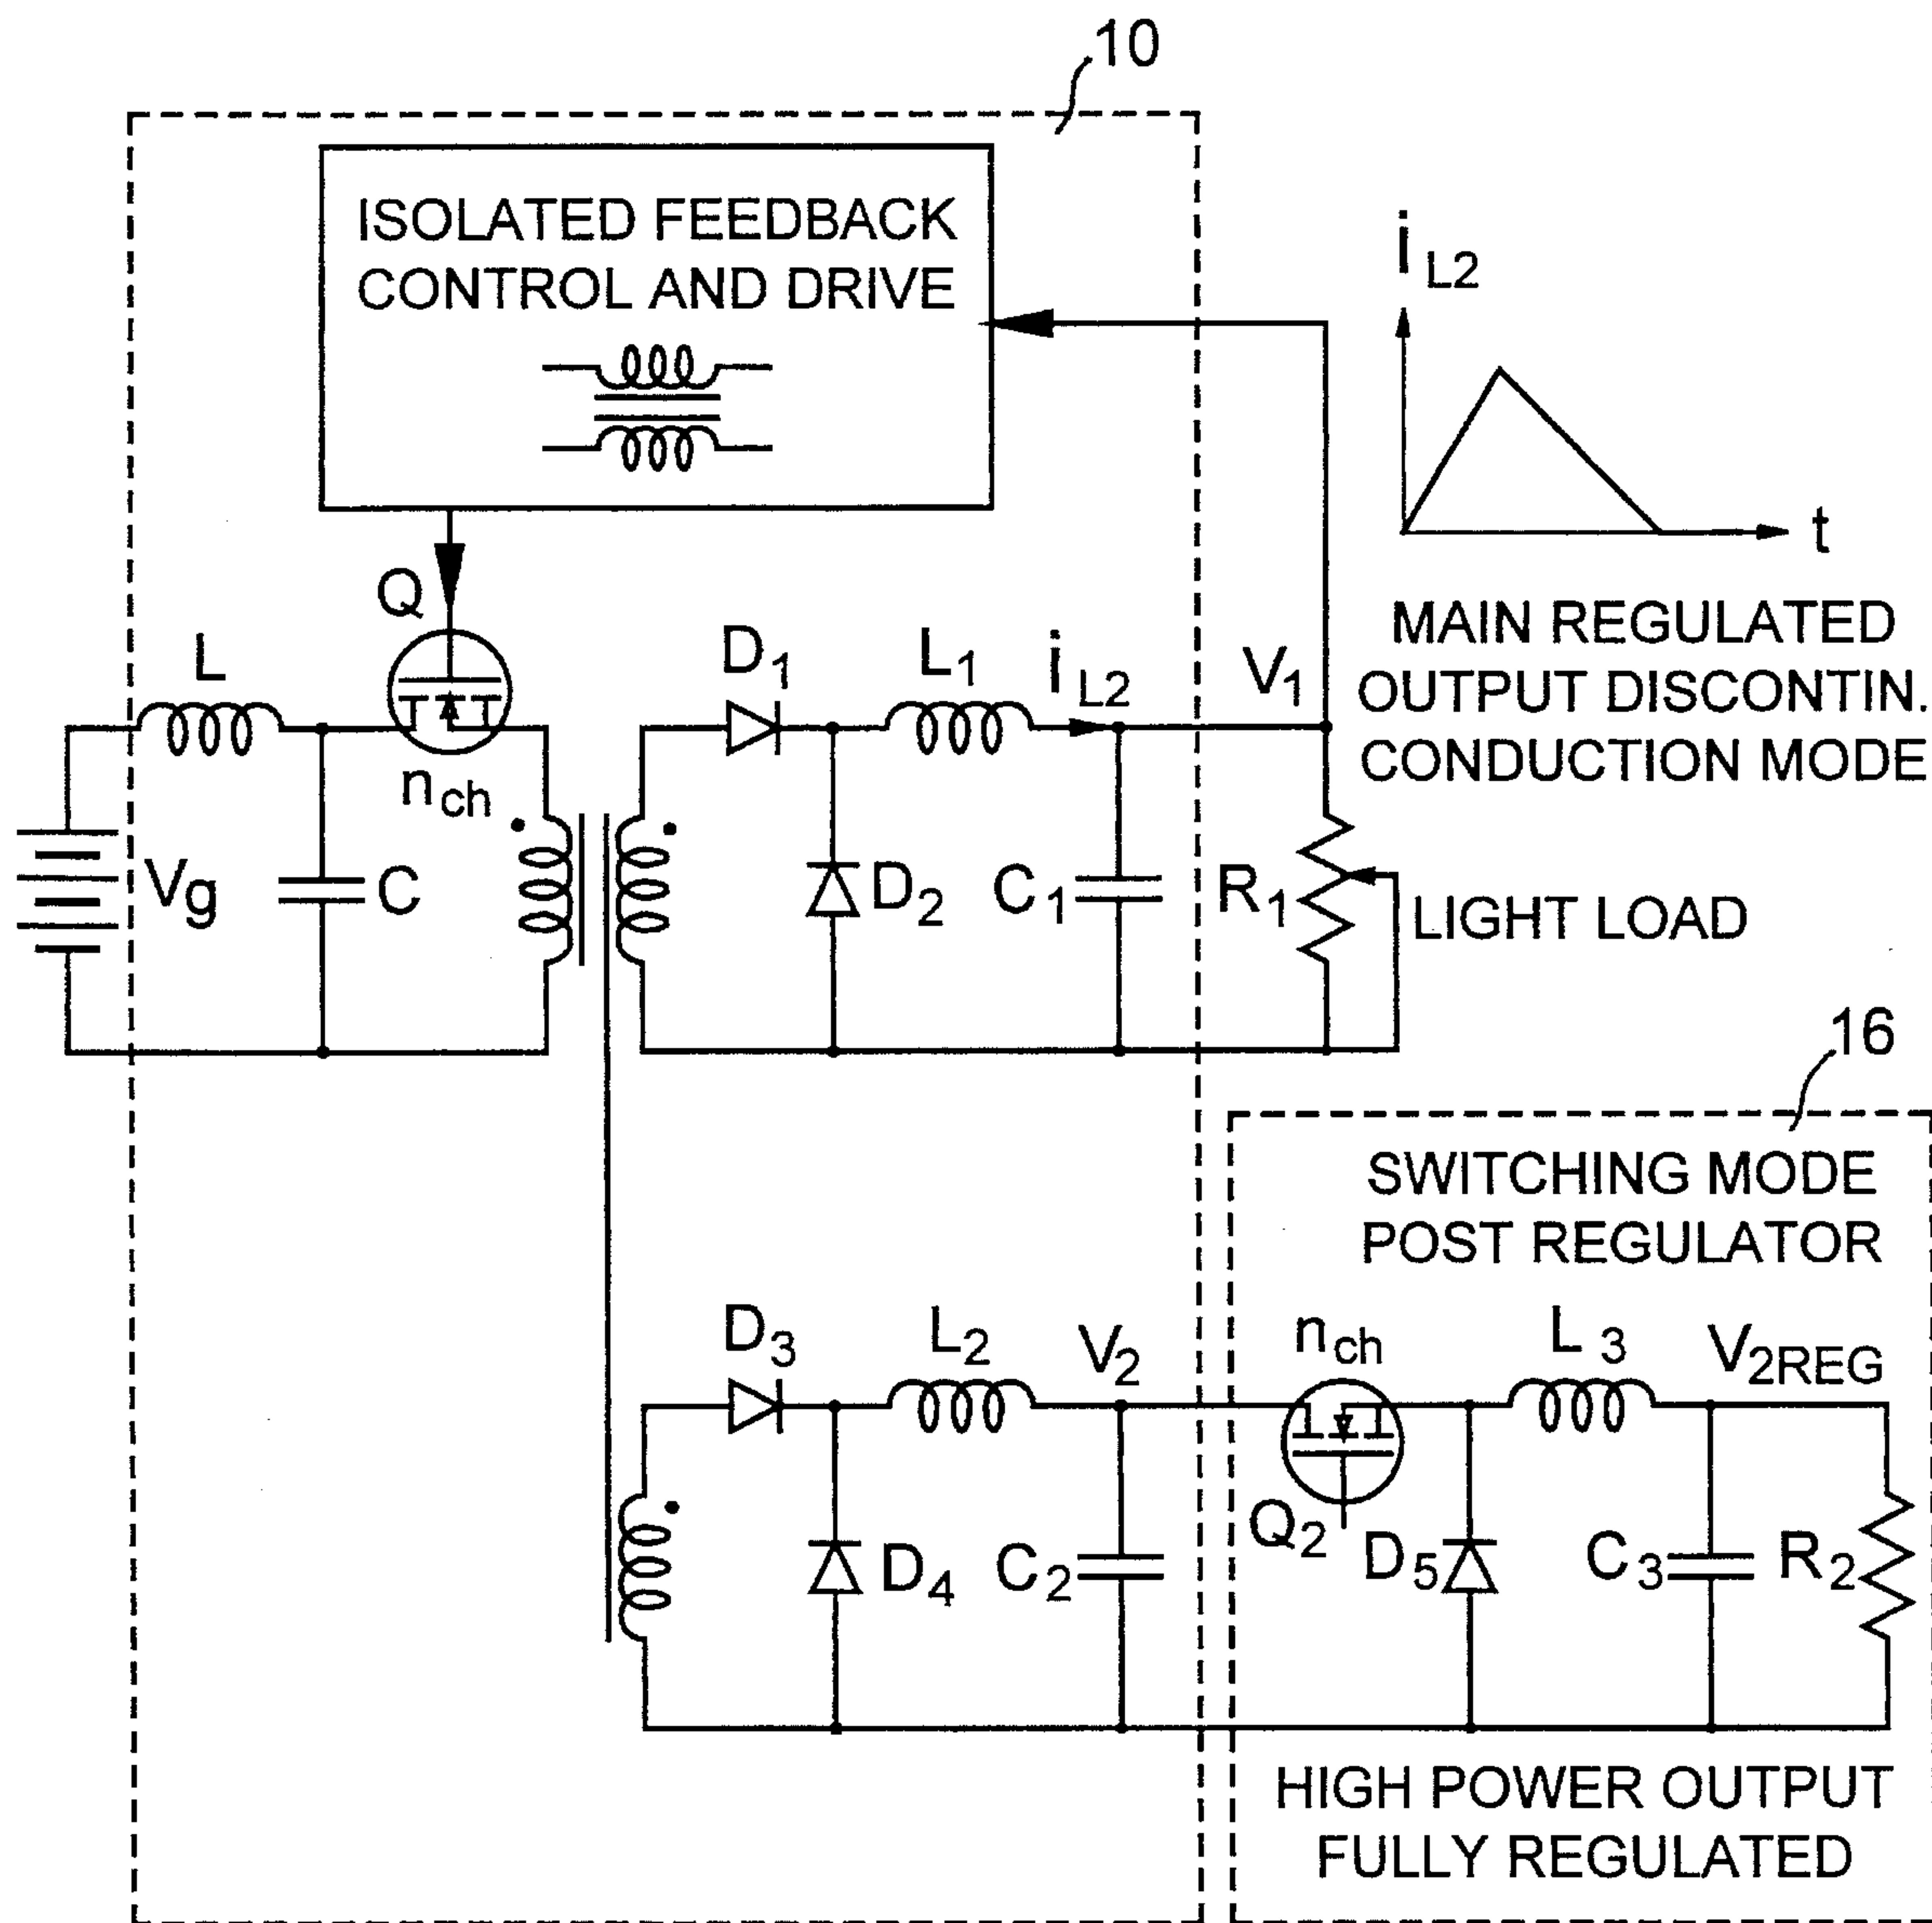 10
ISOLATED FEEDBACK
CONTROL AND DRIVE
i L2
t
MAIN REGULATED
OUTPUT DISCONTIN.
CONDUCTION MODE
Q
L
n ch
D1
L1
i L2
V1
Vg
C
D2
C1
R1
LIGHT LOAD
16
SWITCHING MODE
POST REGULATOR
D3
L2
V2
n ch
L3
V2REG
Q2
D4
C2
D5
C3
R2
HIGH POWER OUTPUT
FULLY REGULATED